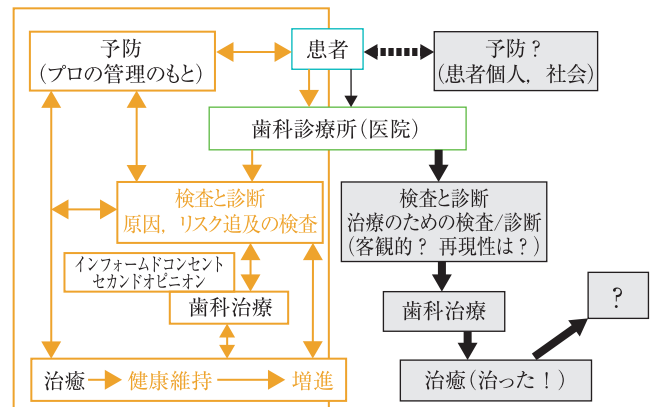 予防
(プロの管理のもと)
患者
予防？
(患者個人，社会)
歯科診療所(医院)
検査と診断
原因，リスク追及の検査
検査と診断
治療のための検査/診断
(客観的？ 再現性は？)
インフォームドコンセント
セカンドオピニオン
歯科治療
歯科治療
？
治癒
健康維持
増進
治癒(治った！)